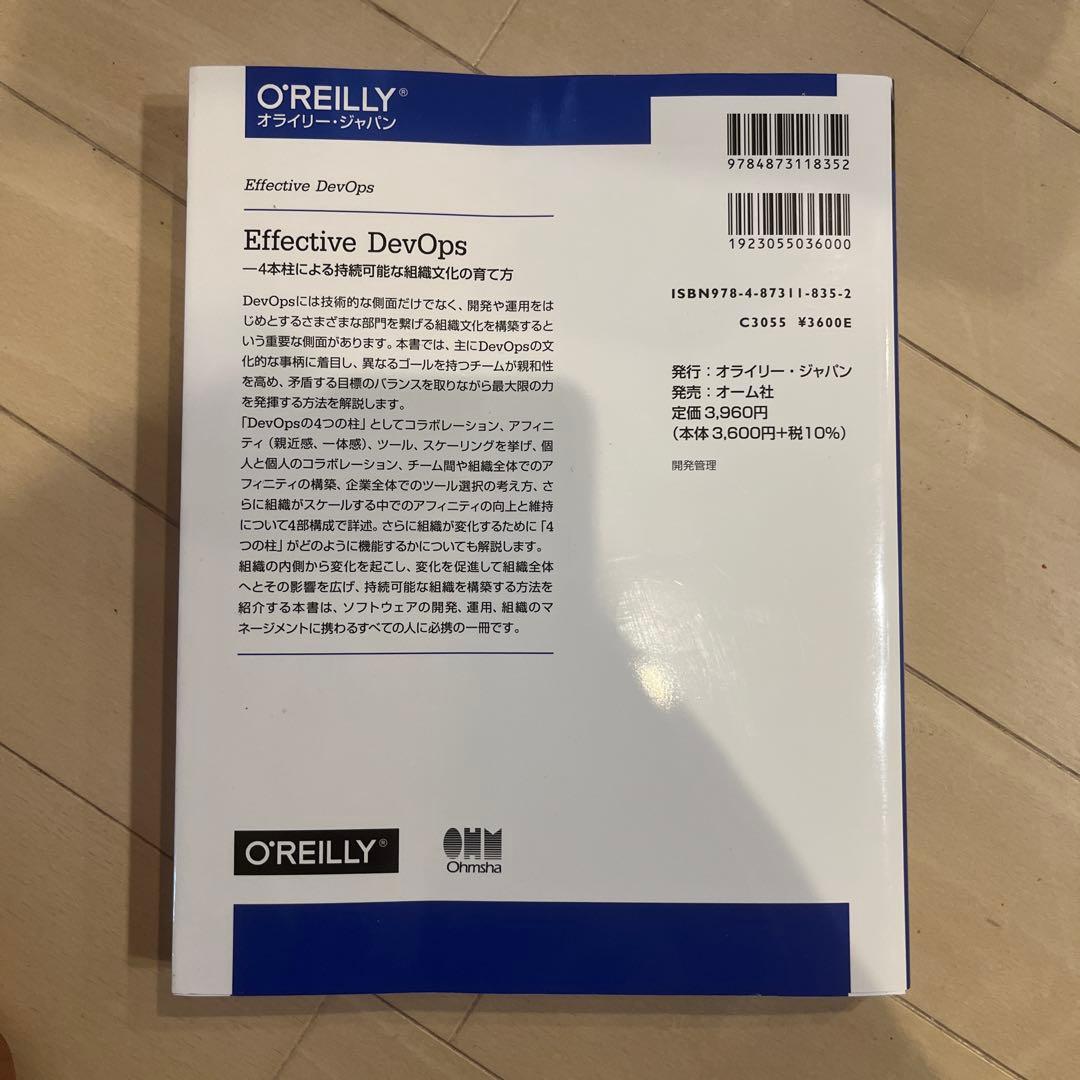 O'REILLY®
オライリー・ジャパン
Effective DevOps
Effective DevOps
―4本柱による持続可能な組織文化の育て方
DevOpsには技術的な側面だけでなく、開発や運用をは
じめとするさまざまな部門を繋げる組織文化を構築すると
いう重要な側面があります。本書では、主にDevOpsの文
化的な事柄に着目し、異なるゴールを持つチームが親和性
を高め、矛盾する目標のバランスを取りながら最大限の力
を発揮する方法を解説します。
「DevOpsの4つの柱」としてコラボレーション、アフィニ
ティ（親近感、一体感）、ツール、スケーリングを挙げ、個
人と個人のコラボレーション、チーム間や組織全体でのア
フィニティの構築、企業全体でのツール選択の考え方、さ
らに組織がスケールする中でのアフィニティの向上と維持
について4部構成で詳述。さらに組織が変化するために「4
つの柱」がどのように機能するかについても解説します。
組織の内側から変化を起こし、変化を促進して組織全体
へとその影響を広げ、持続可能な組織を構築する方法を
紹介する本書は、ソフトウェアの開発、運用、組織のマ
ネージメントに携わるすべての人に必携の一冊です。
9784873118352
1923055036000
ISBN978-4-87311-835-2
C3055 ¥3600E
発行：オライリー・ジャパン
発売：オーム社
定価3,960円
（本体3,600円+税10%）
開発管理
O'REILLY®
OHM
Ohmsha